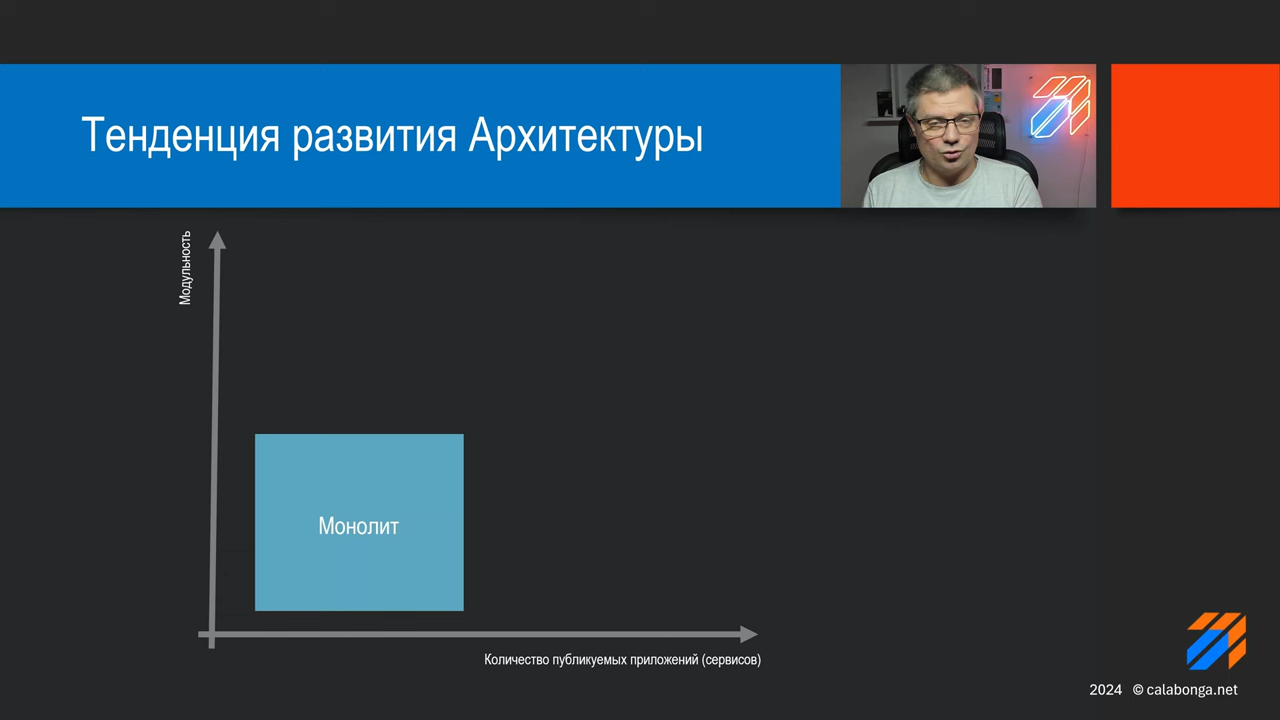 Тенденция развития Архитектуры
Модульность
Монолит
Количество публикуемых приложений (сервисов)
2024 © calabonga.net